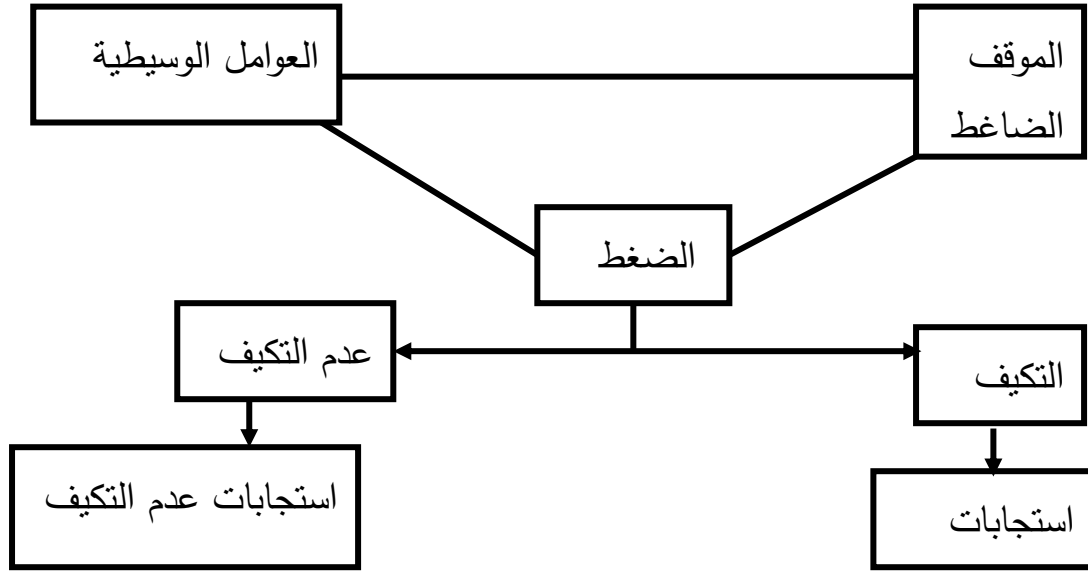 الموقف
الضاغط
العوامل الوسيطية
الضغط
التكيف
عدم التكيف
استجابات
استجابات عدم التكيف